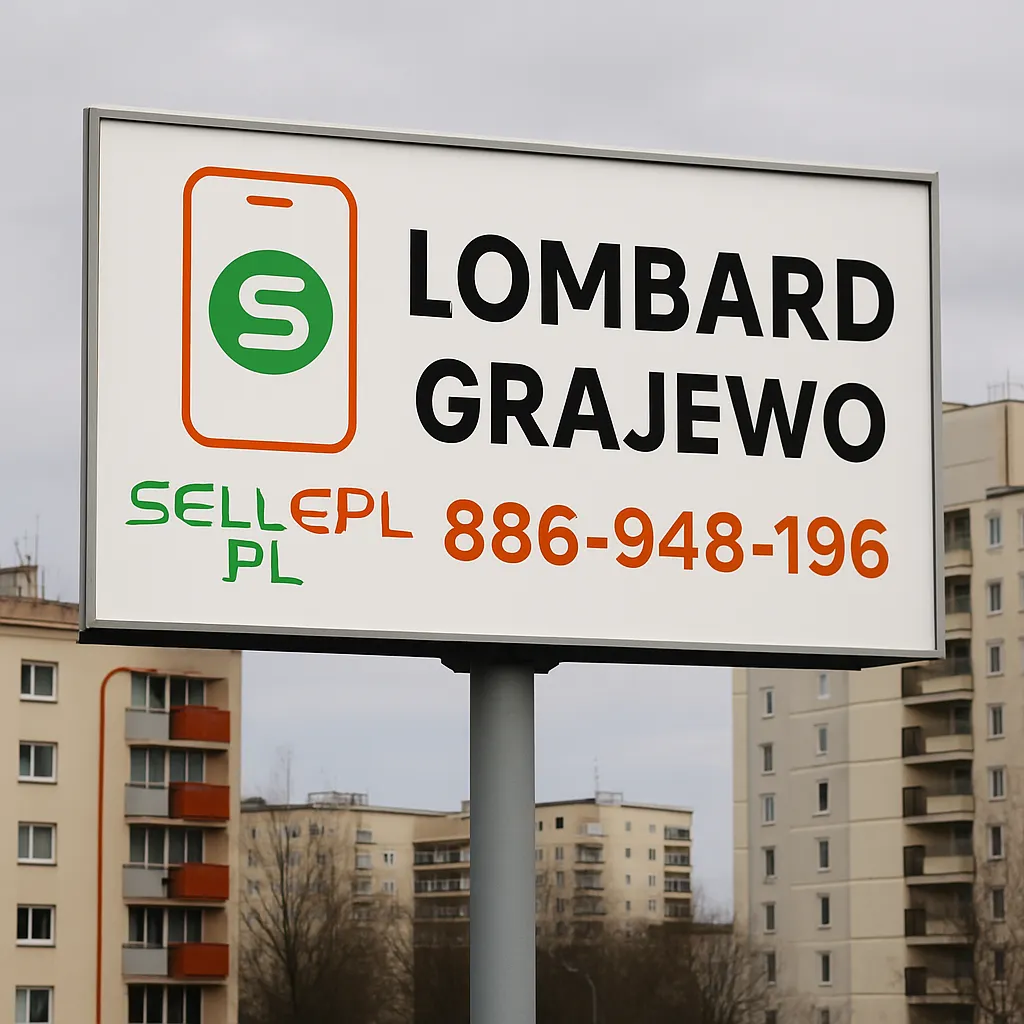 S
LOMBARD
GRAJEWO
SELLEPL
PL
886-948-196